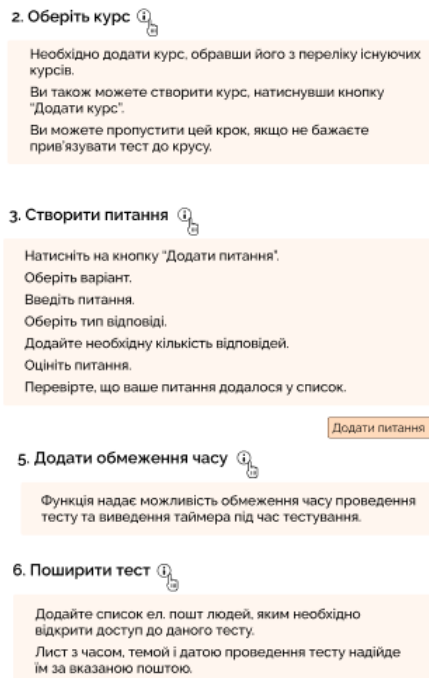 2. Оберіть курс
Необхідно додати курс, обравши його з переліку існуючих
курсів.
Ви також можете створити курс, натиснувши кнопку
"Додати курс".
Ви можете пропустити цей крок, якщо не бажаєте
прив'язувати тест до крусу.
3. Створити питання
Натисніть на кнопку "Додати питання".
Оберіть варіант.
Введіть питання.
Оберіть тип відповіді.
Додайте необхідну кількість відповідей.
Оцініть питання.
Перевірте, що ваше питання додалося у список.
Додати питання
5. Додати обмеження часу
Функція надає можливість обмеження часу проведення
тесту та виведення таймера під час тестування.
6. Поширити тест
Додайте список ел. пошт людей, яким необхідно
відкрити доступ до даного тесту.
Лист з часом, темою і датою проведення тесту надійде
їм за вказаною поштою.